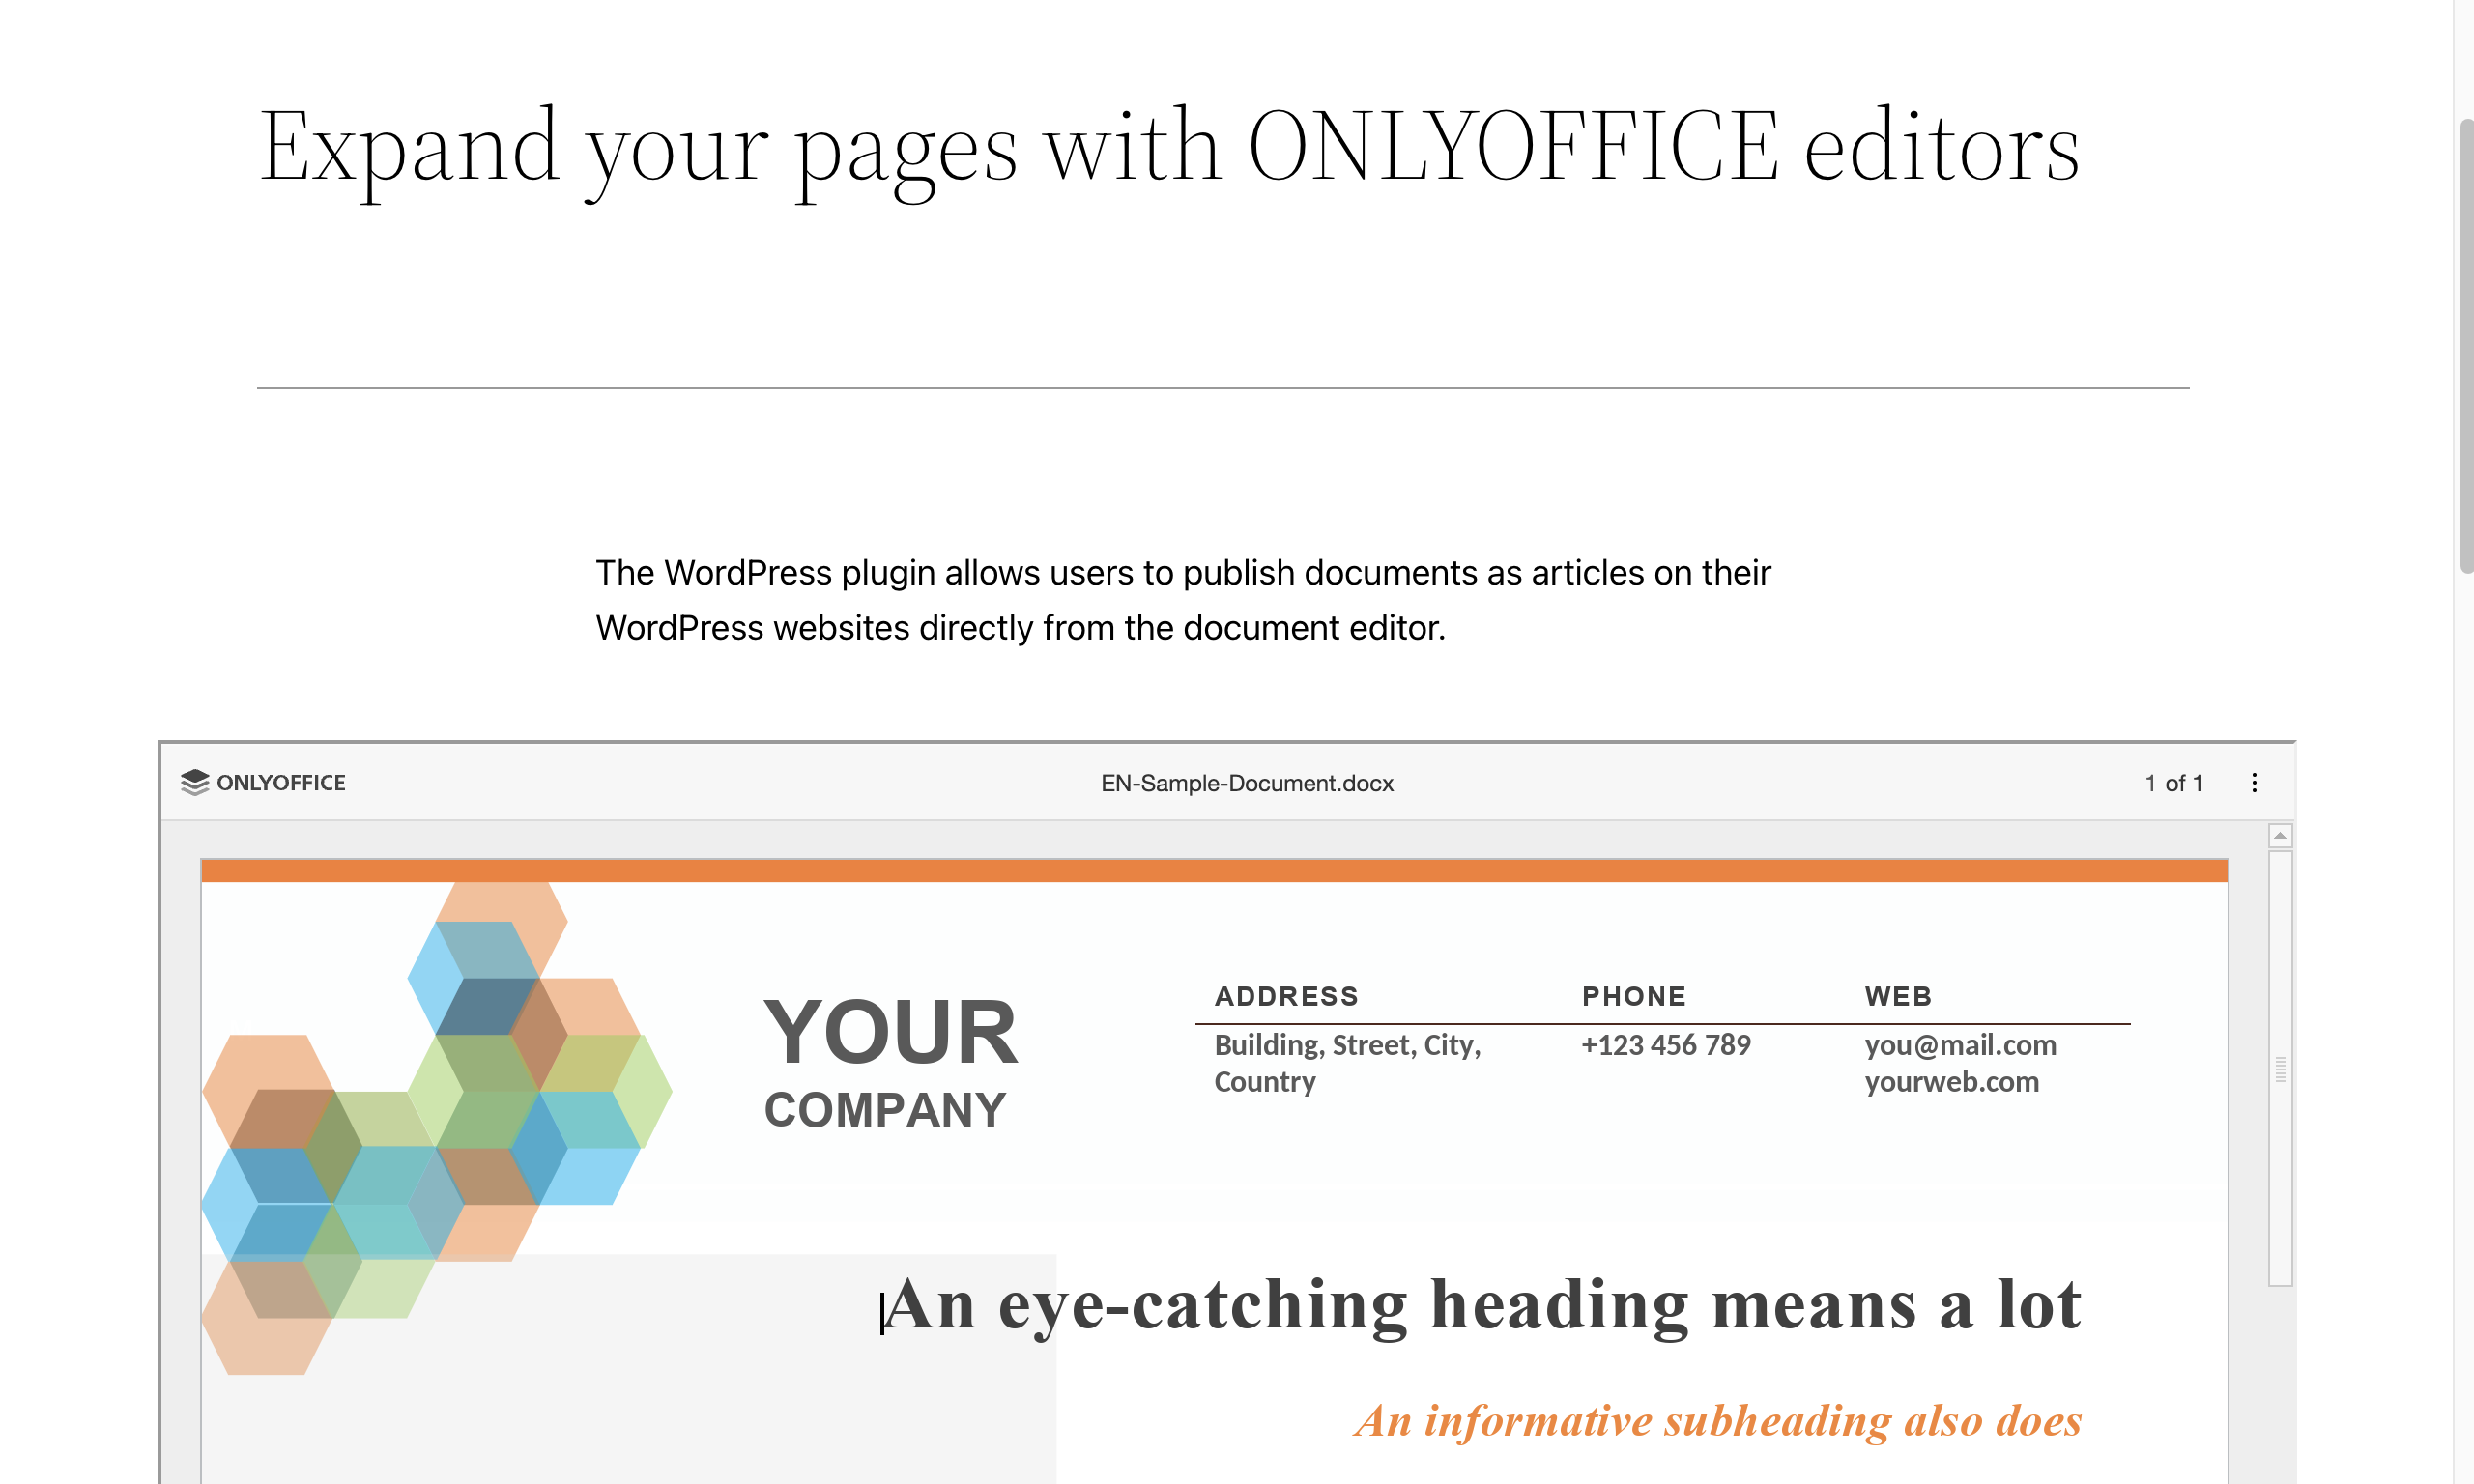 Expand your pages with ONLYOFFICE editors
The WordPress plugin allows users to publish documents as articles on their
WordPress websites directly from the document editor.
ONLYOFFICE
EN-Sample-Document.docx
1 of 1
YOUR
COMPANY
ADDRESS
PHONE
WEB
Building, Street, City,
Country
+123 456 789
you@mail.com
yourweb.com
An eye-catching heading means a lot
An informative subheading also does